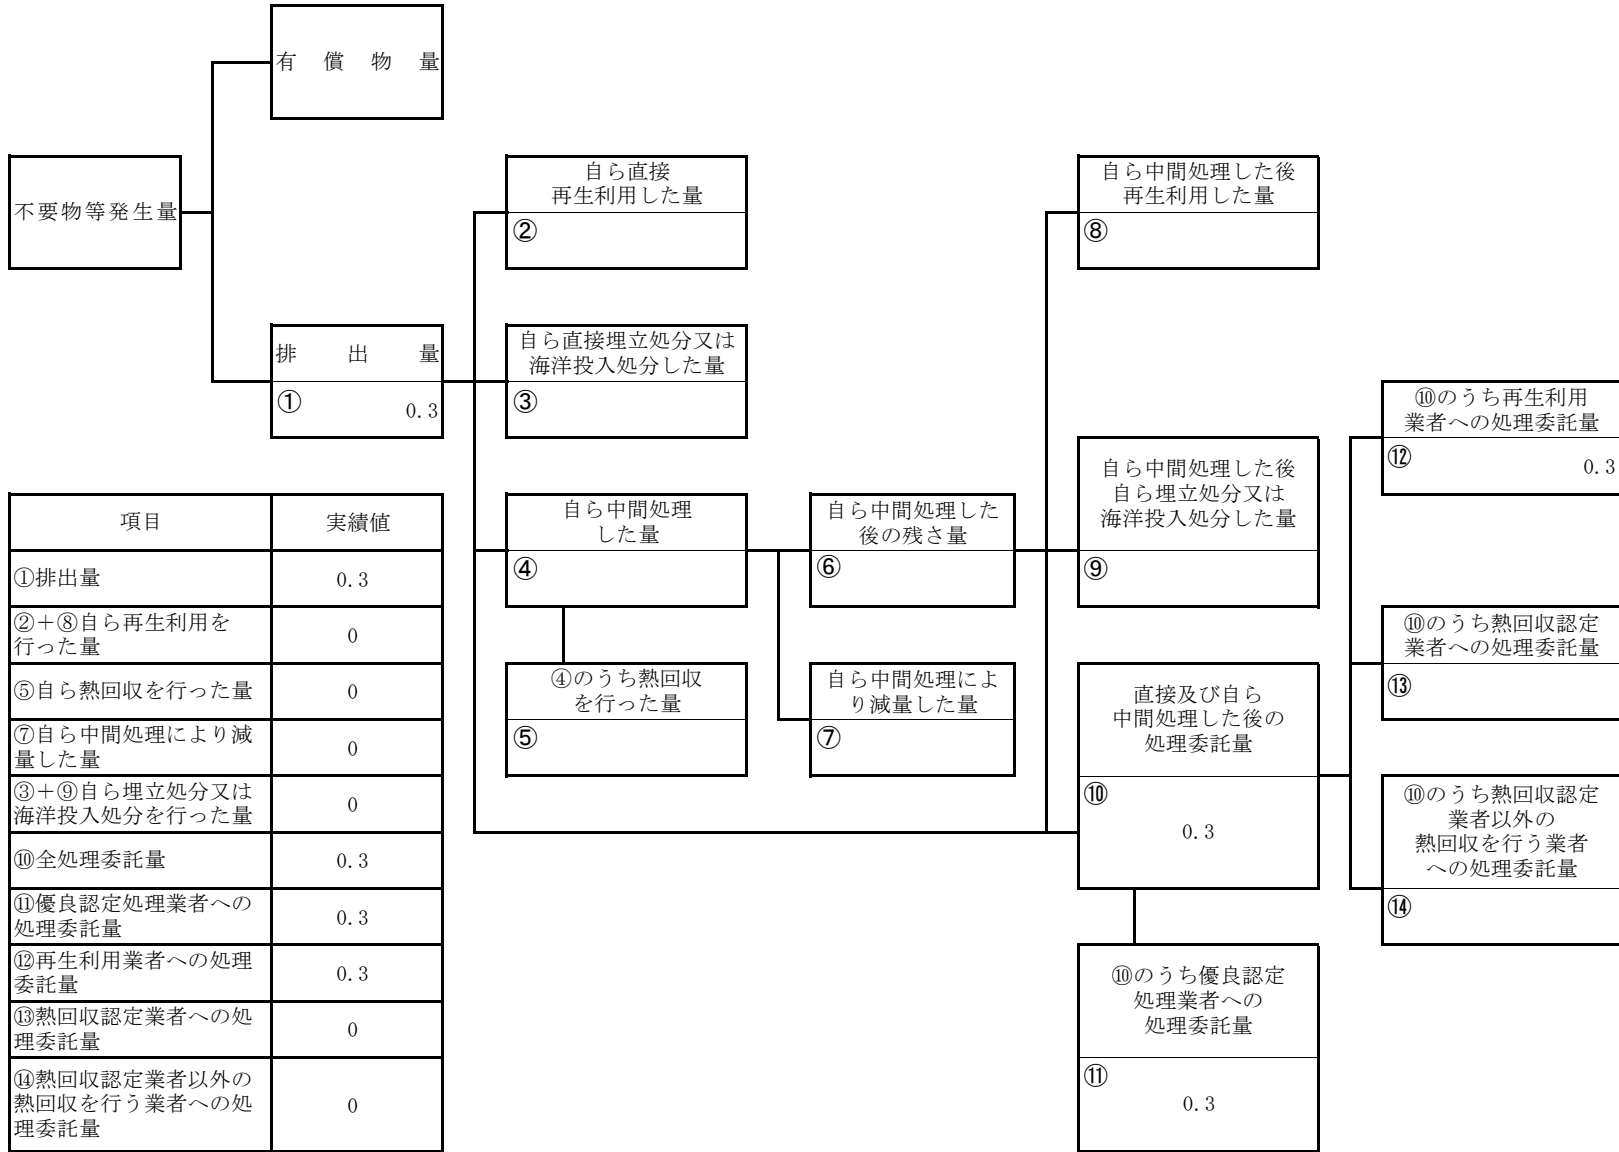 有償物量
不要物等発生量
排出量
①
0.3
自ら直接
再生利用した量
②
自ら直接埋立処分又は
海洋投入処分した量
③
自ら中間処理
した量
④
④のうち熱回収
を行った量
⑤
自ら中間処理した
後の残さ量
⑥
自ら中間処理によ
り減量した量
⑦
自ら中間処理した後
再生利用した量
⑧
自ら中間処理した後
自ら埋立処分又は
海洋投入処分した量
⑨
直接及び自ら
中間処理した後の
処理委託量
⑩
0.3
⑩のうち優良認定
処理業者への
処理委託量
⑪
0.3
⑩のうち再生利用
業者への処理委託量
⑫
0.3
⑩のうち熱回収認定
業者への処理委託量
⑬
⑩のうち熱回収認定
業者以外の
熱回収を行う業者
への処理委託量
⑭
項目 実績値
①排出量 0.3
②+⑧自ら再生利用を
行った量 0
⑤自ら熱回収を行った量 0
⑦自ら中間処理により減
量した量 0
③+⑨自ら埋立処分又は
海洋投入処分を行った量 0
⑩全処理委託量 0.3
⑪優良認定処理業者への
処理委託量 0.3
⑫再生利用業者への処理
委託量 0.3
⑬熱回収認定業者への処
理委託量 0
⑭熱回収認定業者以外の
熱回収を行う業者への処
理委託量 0